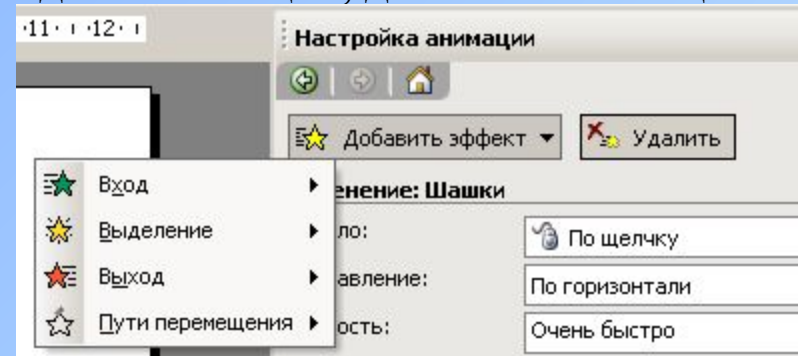 ·11· ı ·12· ı
Настройка анимации
Добавить эффект
Удалить
Вход
енение: Шашки
Выделение
ло:
По щелчку
Выход
авление:
По горизонтали
Пути перемещения
ость:
Очень быстро